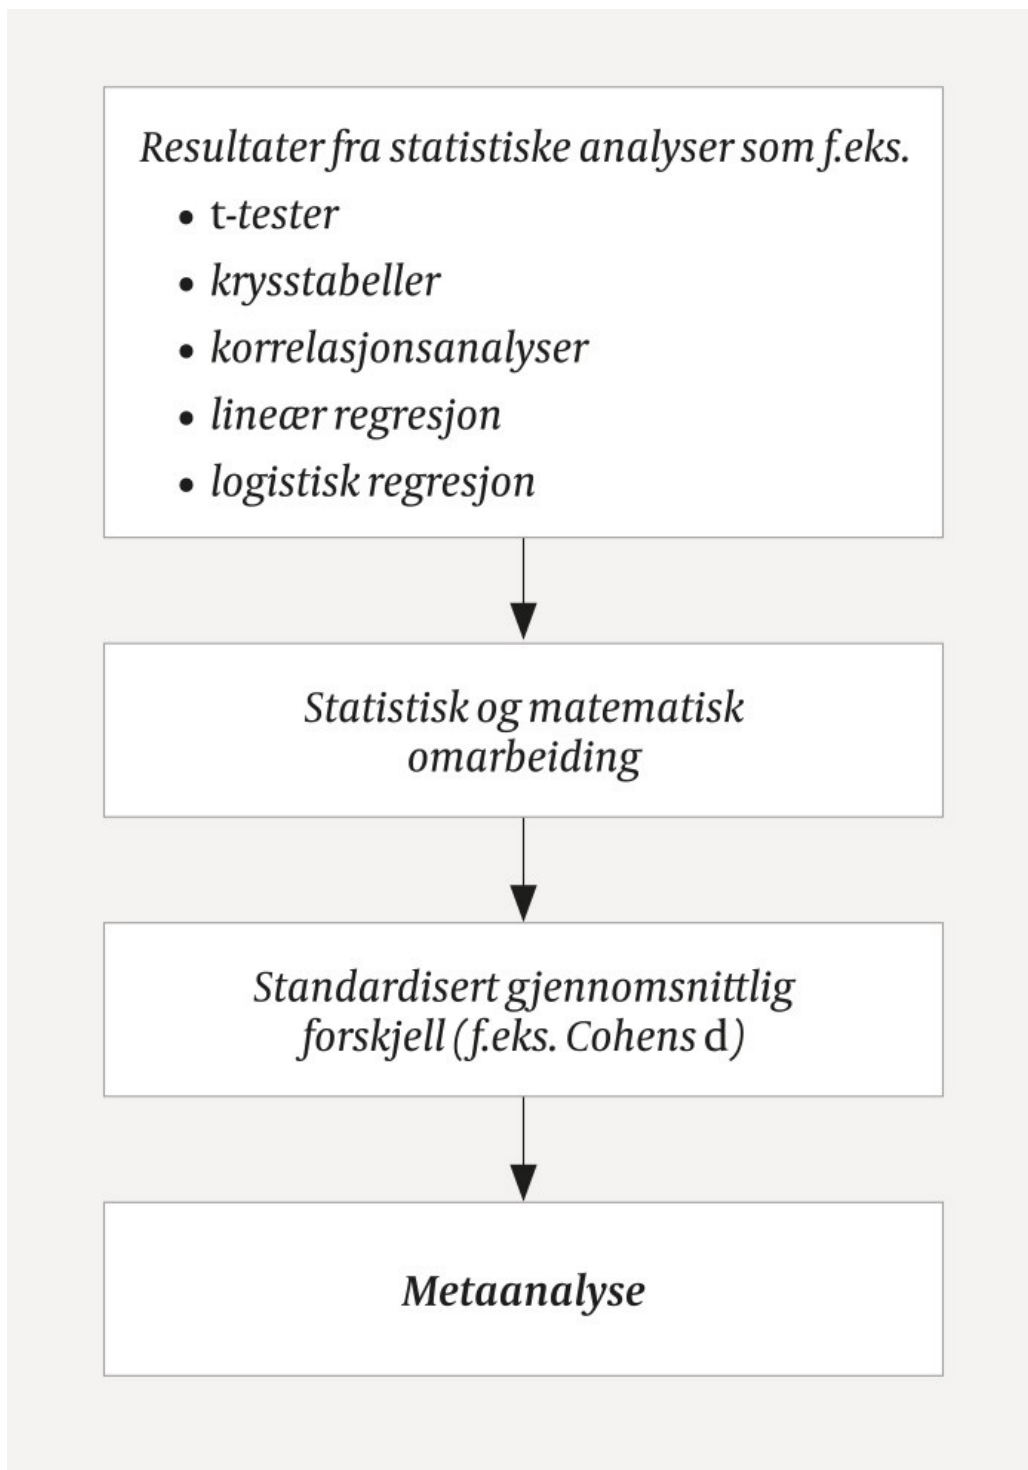 Resultater fra statistiske analyser som f.eks.
• t-tester
• krysstabeller
• korrelasjonsanalyser
• lineær regresjon
• logistisk regresjon
Statistisk og matematisk
omarbeiding
Standardisert gjennomsnittlig
forskjell (f.eks. Cohens d)
Metaanalyse